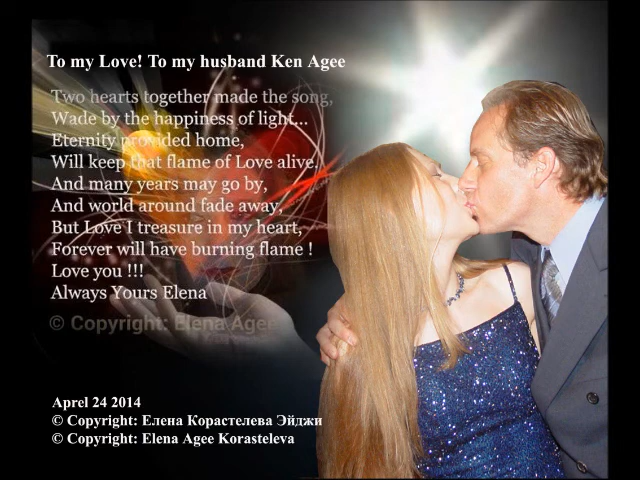 To my Love! To my husband Ken Agee
Two hearts together made the song,
Wade by the happiness of light...
Eternity provided home,
Will keep that flame of Love alive.
And many years may go by,
And world around fade away,
But Love I treasure in my heart,
Forever will have burning flame !
Love you !!!
Always Yours Elena
© Copyright: Elena Agee
Aprel 24 2014
© Copyright: Елена Корастелева Эйджи
© Copyright: Elena Agee Korasteleva